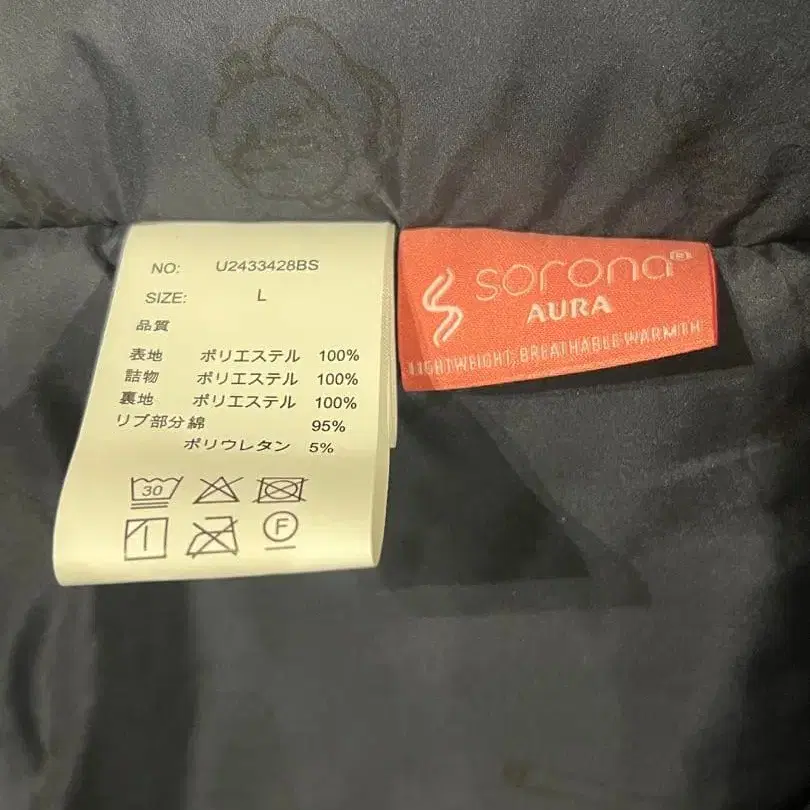 NO: U2433428BS
SIZE: L
品質
表地 ポリエステル 100%
詰物 ポリエステル 100%
裏地 ポリエステル 100%
リブ部分 綿 95%
ポリウレタン 5%
30
F
sorona®
AURA
LIGHTWEIGHT, BREATHABLE WARMTH